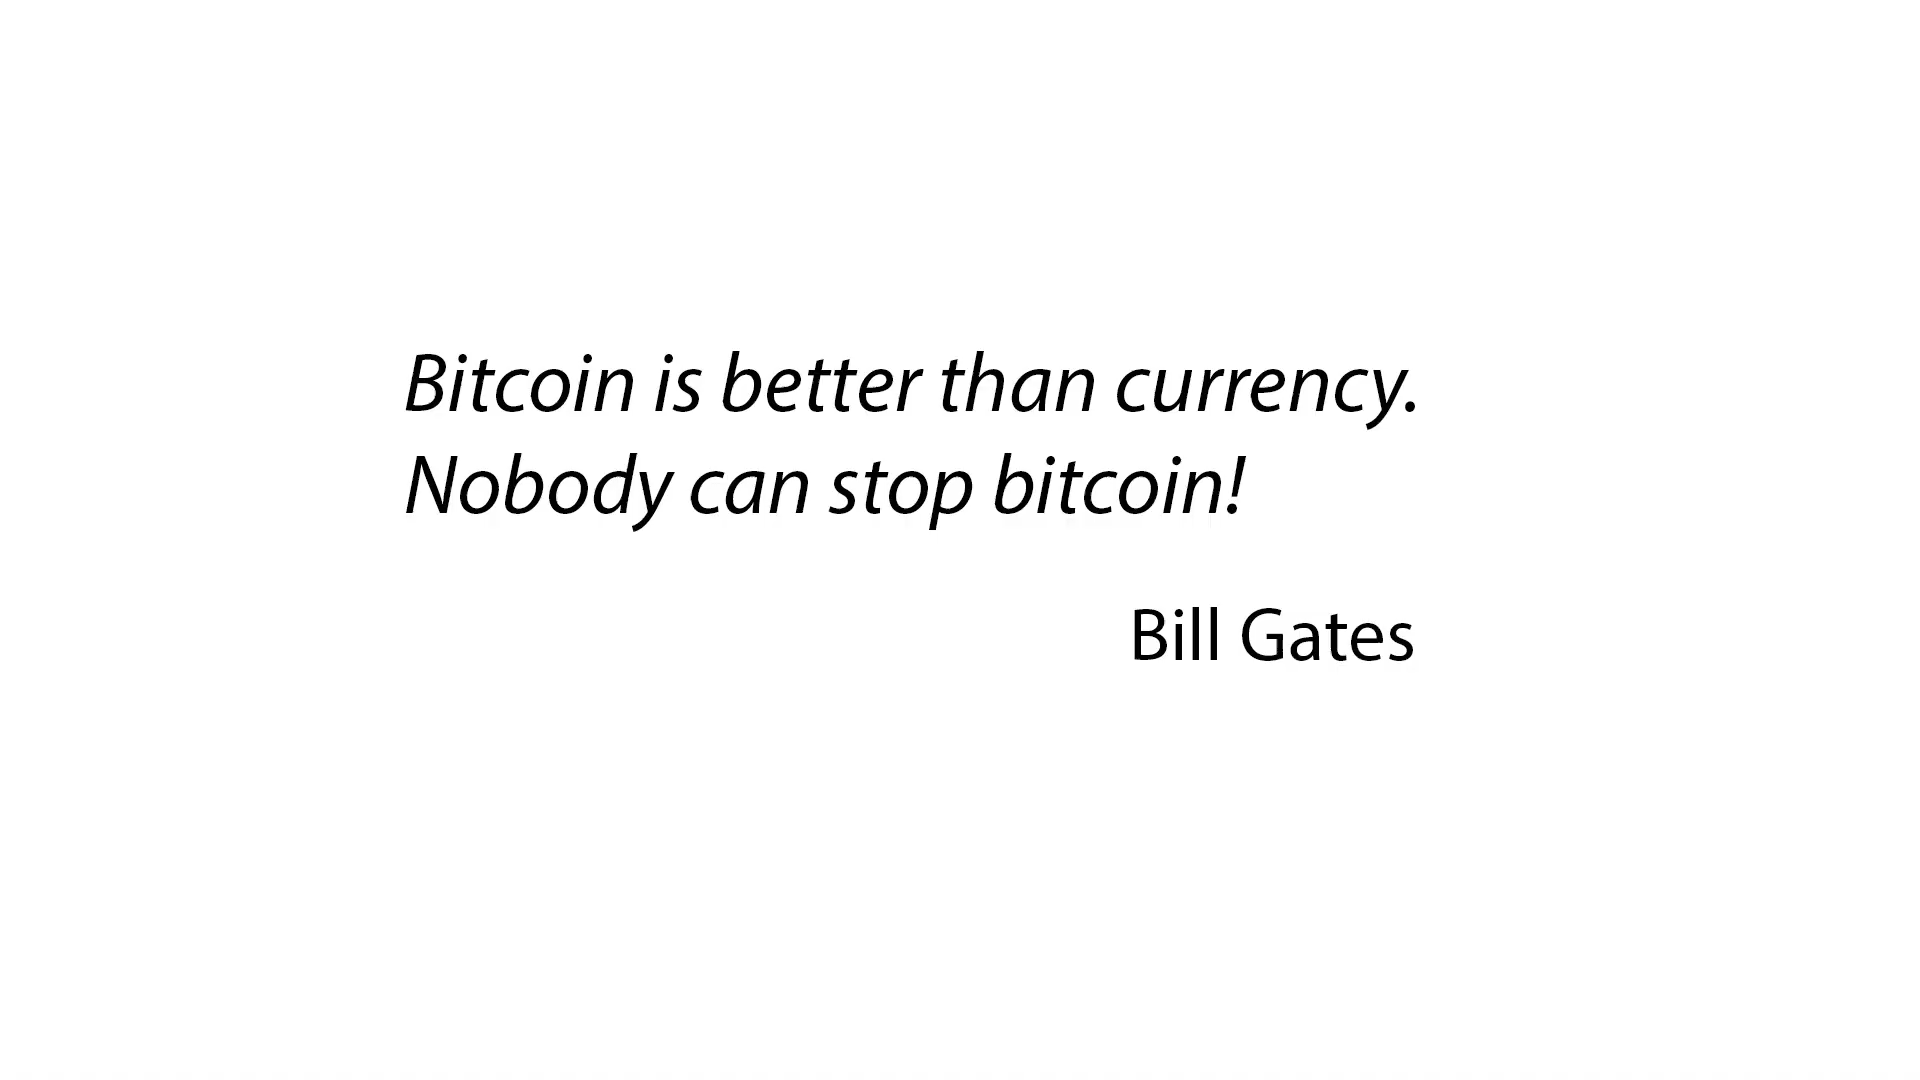 Bitcoin is better than currency.
Nobody can stop bitcoin!
Bill Gates